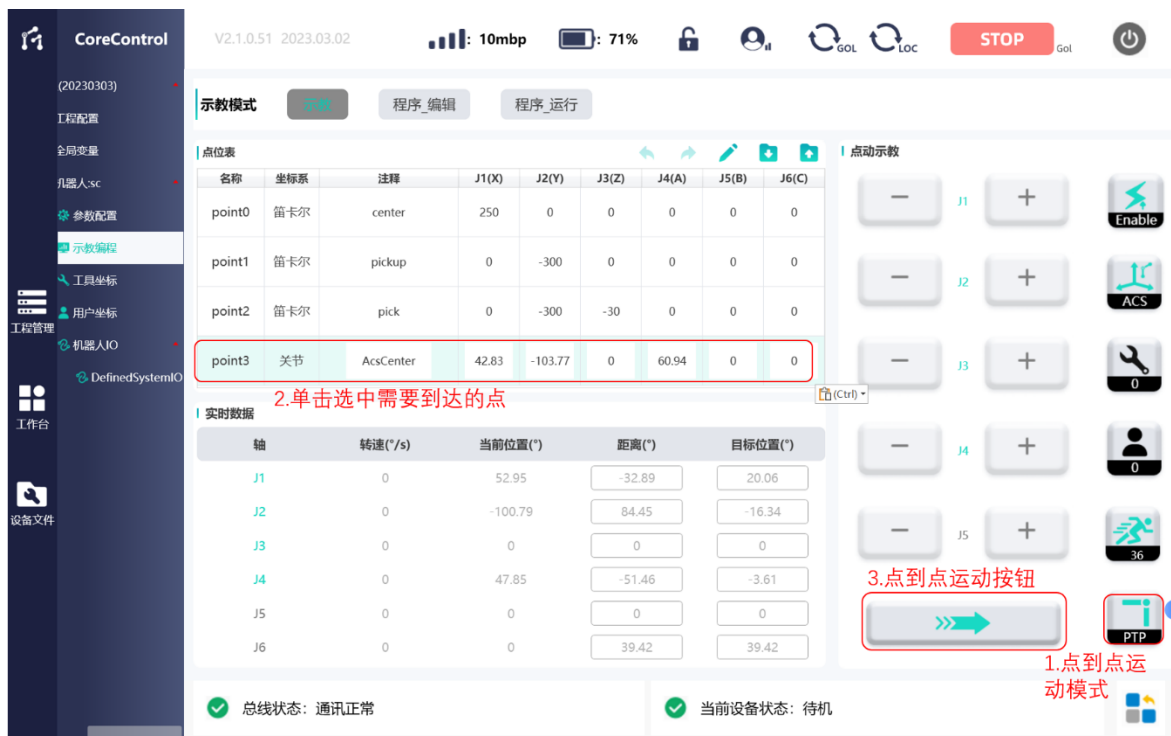 CoreControl
V2.1.0.51 2023.03.02
: 10mbp
: 71%
GOL
LOC
STOP
Gol
(20230303)
工程配置
全局变量
机器人:sc
参数配置
示教编程
工具坐标
用户坐标
机器人IO
DefinedSystemIO
工程管理
工作台
设备文件
示教模式 示教 程序_编辑 程序_运行
点位表
名称 坐标系 注释 J1(X) J2(Y) J3(Z) J4(A) J5(B) J6(C)
point0 笛卡尔 center 250 0 0 0 0 0
point1 笛卡尔 pickup 0 -300 0 0 0 0
point2 笛卡尔 pick 0 -300 -30 0 0 0
point3 关节 AcsCenter 42.83 -103.77 0 60.94 0 0
2.单击选中需要到达的点
(Ctrl)
实时数据
轴 转速(°/s) 当前位置(°) 距离(°) 目标位置(°)
J1 0 52.95 -32.89 20.06
J2 0 -100.79 84.45 -16.34
J3 0 0 0 0
J4 0 47.85 -51.46 -3.61
J5 0 0 0 0
J6 0 0 39.42 39.42
点动示教
− J1 +
Enable
− J2 +
ACS
− J3 +
0
− J4 +
0
− J5 +
36
3.点到点运动按钮
PTP
1.点到点运
动模式
总线状态: 通讯正常
当前设备状态: 待机